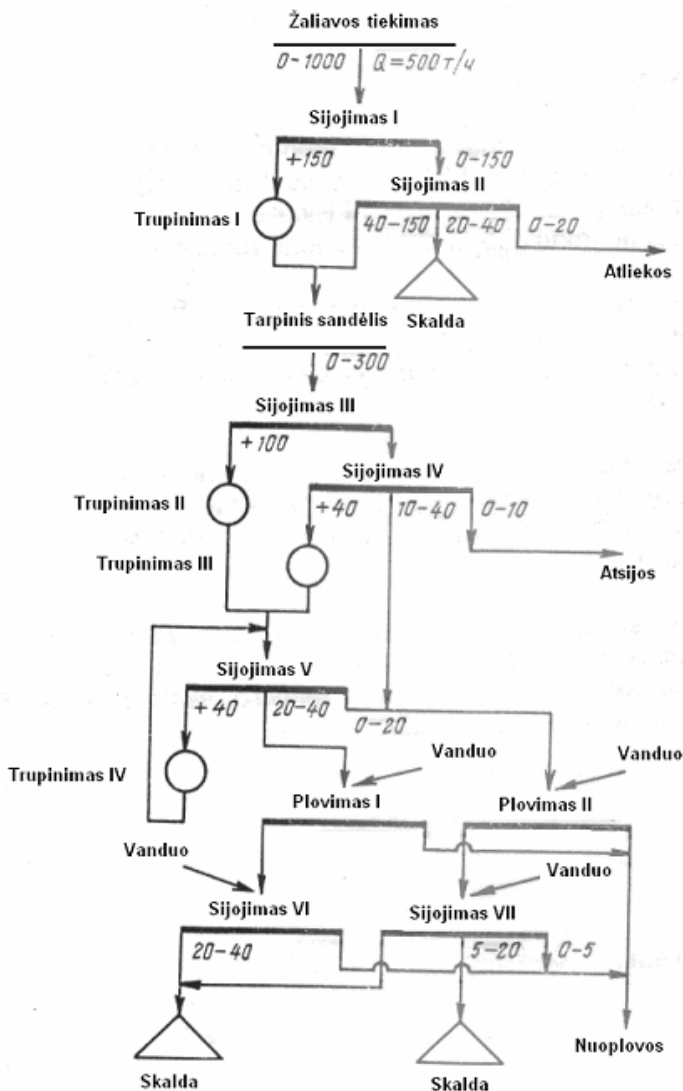 Žaliavos tiekimas
0–1000 Q=500 т/ч
Sijojimas I
+150 0–150
Sijojimas II
Trupinimas I
40–150 20–40 0–20
Atliekos
Tarpinis sandėlis
Skalda
0–300
Sijojimas III
+100
Sijojimas IV
Trupinimas II
+40 10–40 0–10
Trupinimas III
Atsijos
Sijojimas V
+40 20–40 0–20
Vanduo Vanduo
Trupinimas IV
Plovimas I Plovimas II
Vanduo Vanduo
Sijojimas VI Sijojimas VII
20–40 5–20 0–5
Nuoplovos
Skalda Skalda